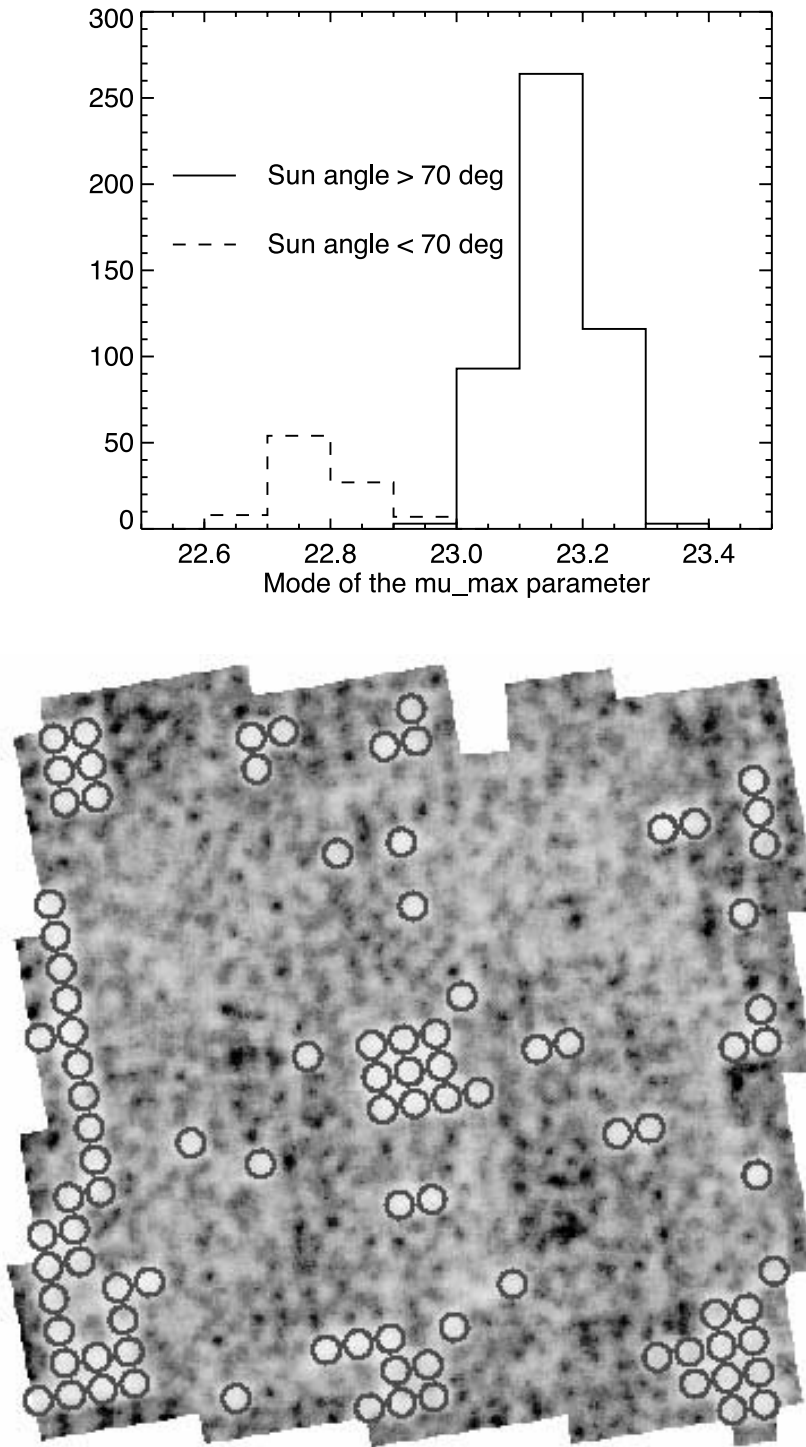 300
250
200
150
100
50
0
Sun angle > 70 deg
Sun angle < 70 deg
22.6 22.8 23.0 23.2 23.4
Mode of the mu_max parameter